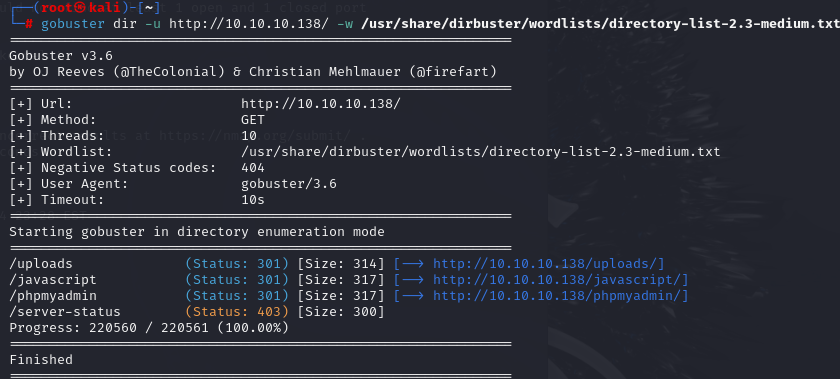 ┌──(root㉿kali)-[~]
└─# gobuster dir -u http://10.10.10.138/ -w /usr/share/dirbuster/wordlists/directory-list-2.3-medium.txt
===============================================================
Gobuster v3.6
by OJ Reeves (@TheColonial) & Christian Mehlmauer (@firefart)
===============================================================
[+] Url: http://10.10.10.138/
[+] Method: GET
[+] Threads: 10
[+] Wordlist: /usr/share/dirbuster/wordlists/directory-list-2.3-medium.txt
[+] Negative Status codes: 404
[+] User Agent: gobuster/3.6
[+] Timeout: 10s
===============================================================
Starting gobuster in directory enumeration mode
===============================================================
/uploads (Status: 301) [Size: 314] [--> http://10.10.10.138/uploads/]
/javascript (Status: 301) [Size: 317] [--> http://10.10.10.138/javascript/]
/phpmyadmin (Status: 301) [Size: 317] [--> http://10.10.10.138/phpmyadmin/]
/server-status (Status: 403) [Size: 300]
Progress: 220560 / 220561 (100.00%)
===============================================================
Finished
===============================================================